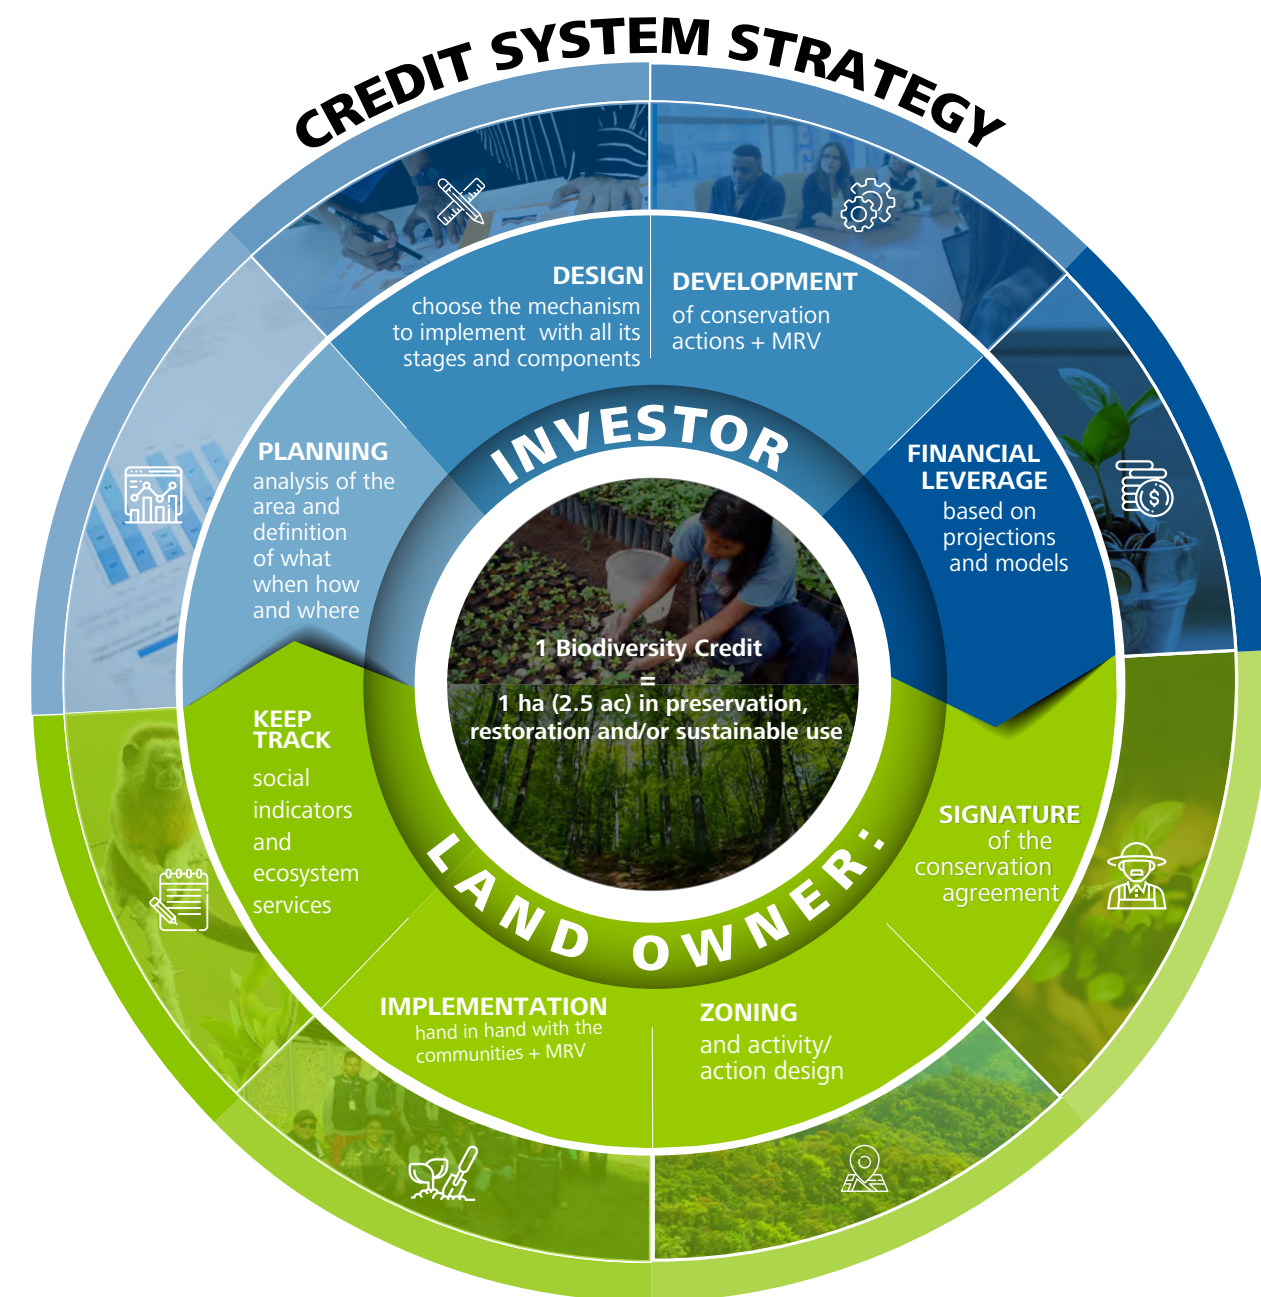 CREDIT SYSTEM STRATEGY
DESIGN
choose the mechanism
to implement with all its
stages and components
DEVELOPMENT
of conservation
actions + MRV
INVESTOR
PLANNING
analysis of the
area and
definition
of what
when how
and where
FINANCIAL
LEVERAGE
based on
projections
and models
1 Biodiversity Credit
=
1 ha (2.5 ac) in preservation,
restoration and/or sustainable use
KEEP
TRACK
social
indicators
and
ecosystem
services
SIGNATURE
of the
conservation
agreement
LAND OWNER:
IMPLEMENTATION
hand in hand with the
communities + MRV
ZONING
and activity/
action design